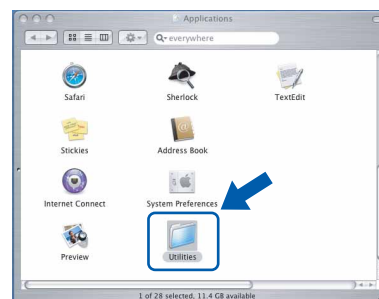 Applications
everywhere
Safari
Sherlock
TextEdit
Stickies
Address Book
Internet Connect
System Preferences
Preview
Utilities
1 of 28 selected, 11.4 GB available